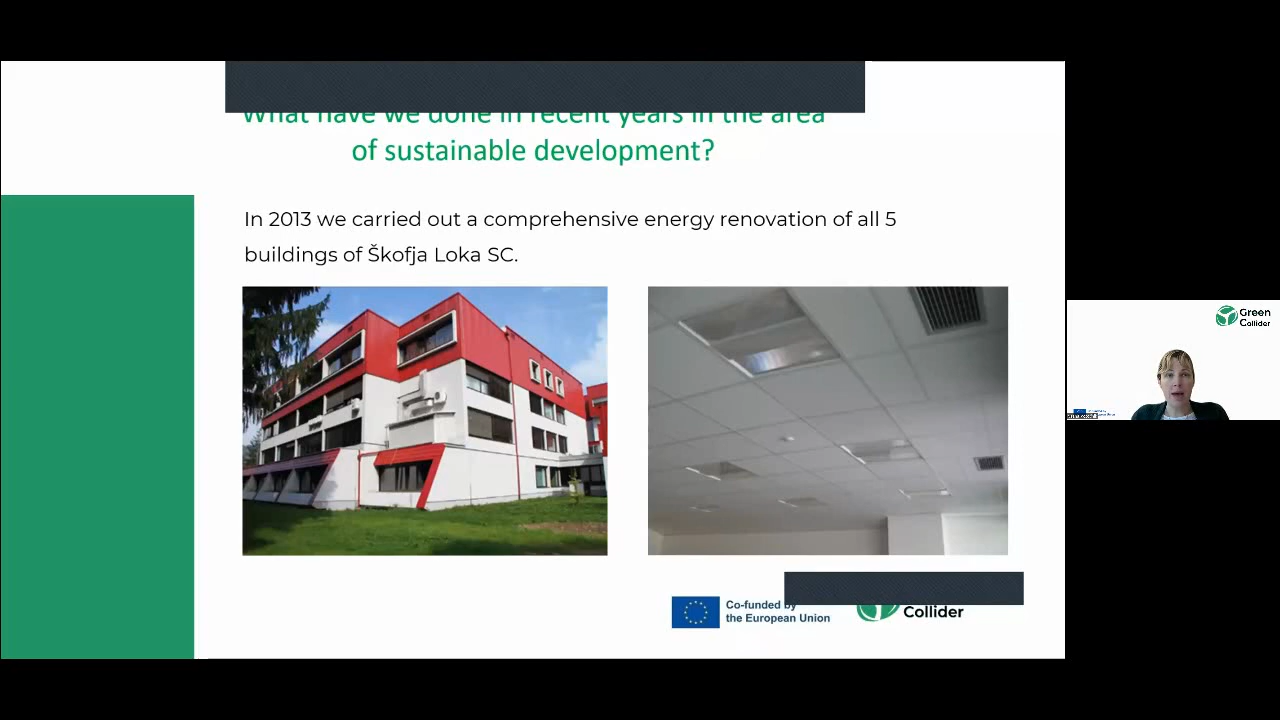 What have we done in recent years in the area
of sustainable development?
In 2013 we carried out a comprehensive energy renovation of all 5
buildings of Škofja Loka SC.
Co-funded by
the European Union
Collider
Green
Collider